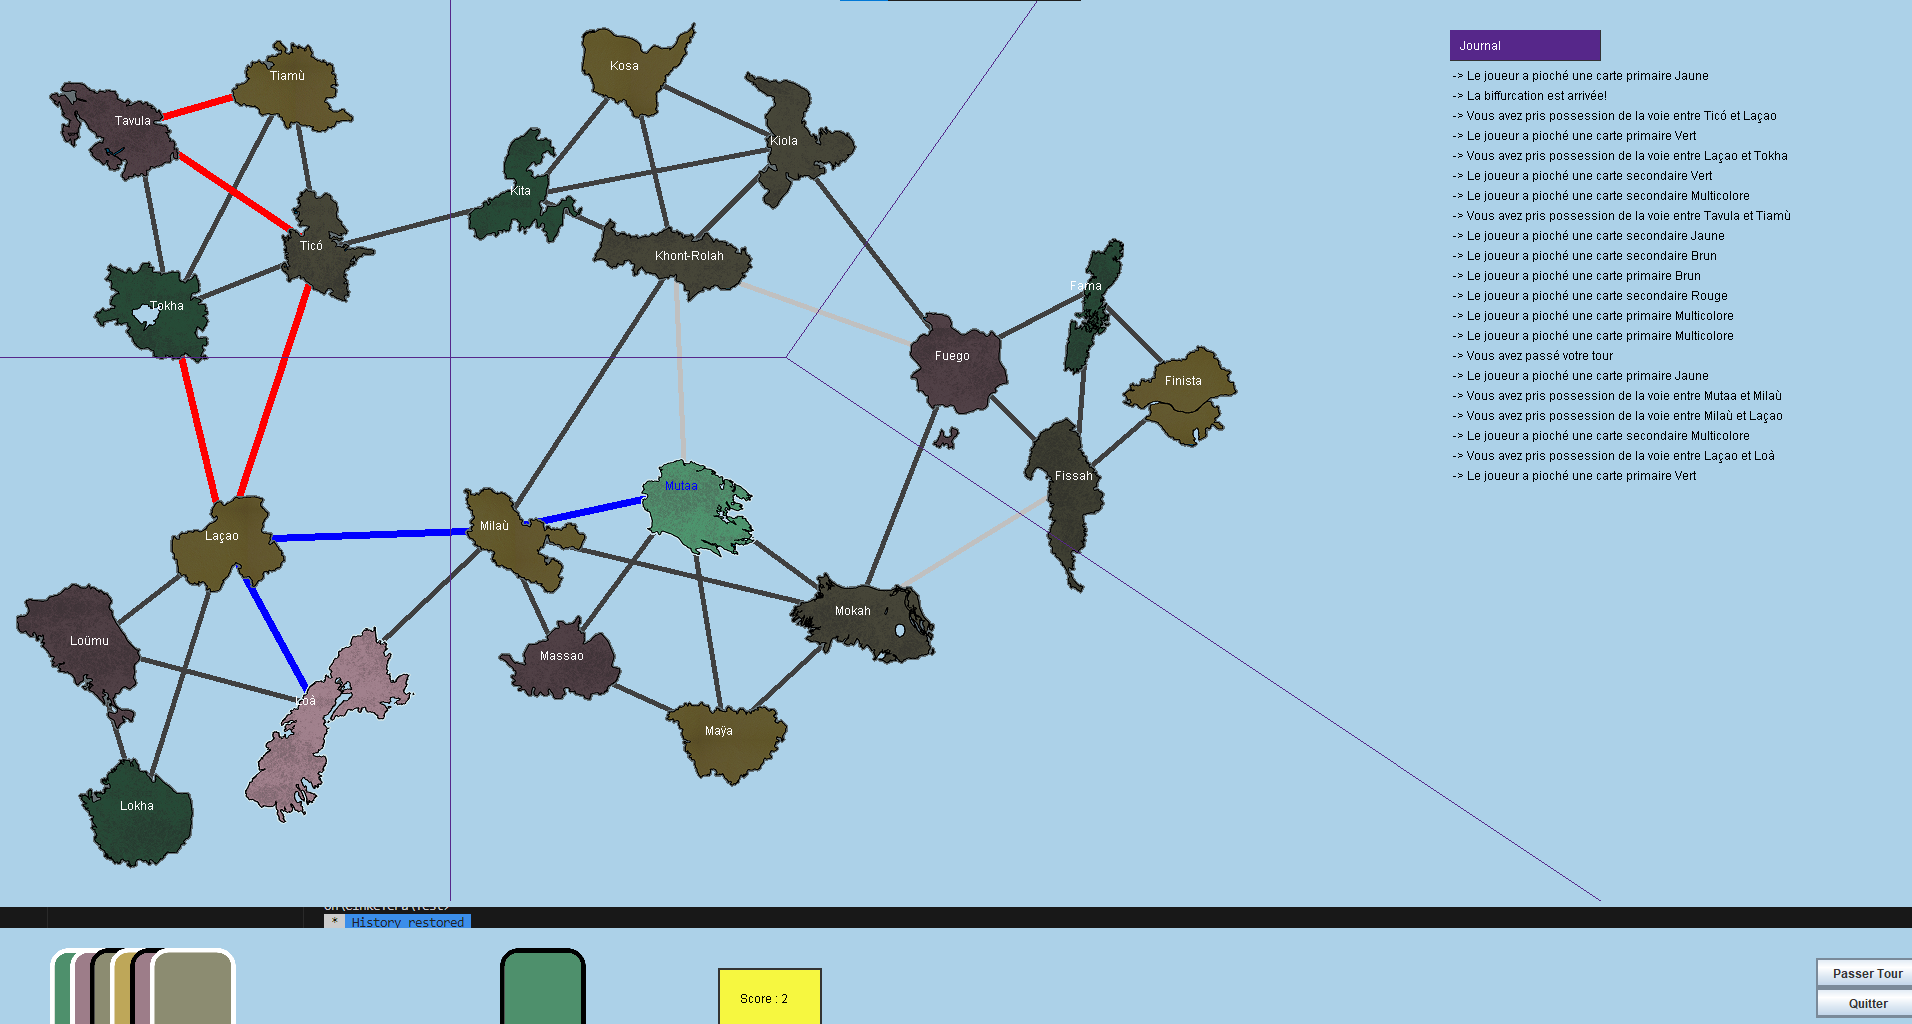 Tiamù
Tavula
Ticó
Tokha
Kosa
Kiola
Kita
Khont-Rolah
Fama
Fuego
Finista
Fissah
Mutaa
Milaù
Laçao
Mokah
Massao
Maÿa
Loümu
Loà
Lokha
Journal
-> Le joueur a pioché une carte primaire Jaune
-> La biffurcation est arrivée!
-> Vous avez pris possession de la voie entre Ticó et Laçao
-> Le joueur a pioché une carte primaire Vert
-> Vous avez pris possession de la voie entre Laçao et Tokha
-> Le joueur a pioché une carte secondaire Vert
-> Le joueur a pioché une carte secondaire Multicolore
-> Vous avez pris possession de la voie entre Tavula et Tiamù
-> Le joueur a pioché une carte secondaire Jaune
-> Le joueur a pioché une carte secondaire Brun
-> Le joueur a pioché une carte primaire Brun
-> Le joueur a pioché une carte secondaire Rouge
-> Le joueur a pioché une carte primaire Multicolore
-> Le joueur a pioché une carte primaire Multicolore
-> Vous avez passé votre tour
-> Le joueur a pioché une carte primaire Jaune
-> Vous avez pris possession de la voie entre Mutaa et Milaù
-> Vous avez pris possession de la voie entre Milaù et Laçao
-> Le joueur a pioché une carte secondaire Multicolore
-> Vous avez pris possession de la voie entre Laçao et Loà
-> Le joueur a pioché une carte primaire Vert
* History restored
Score : 2
Passer Tour
Quitter